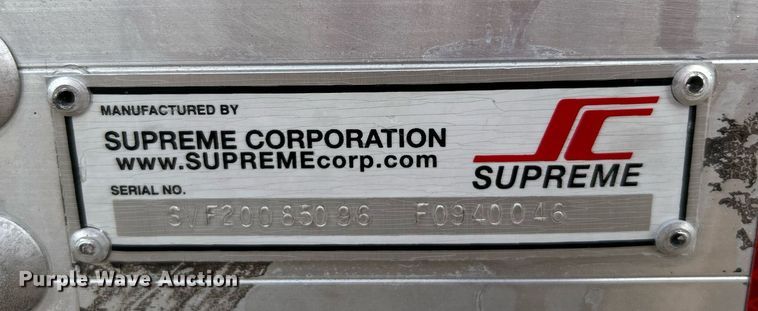 MANUFACTURED BY
SUPREME CORPORATION
www.SUPREMEcorp.com
SC
SUPREME
SERIAL NO.
S/F20085096 F0940046
Purple Wave Auction